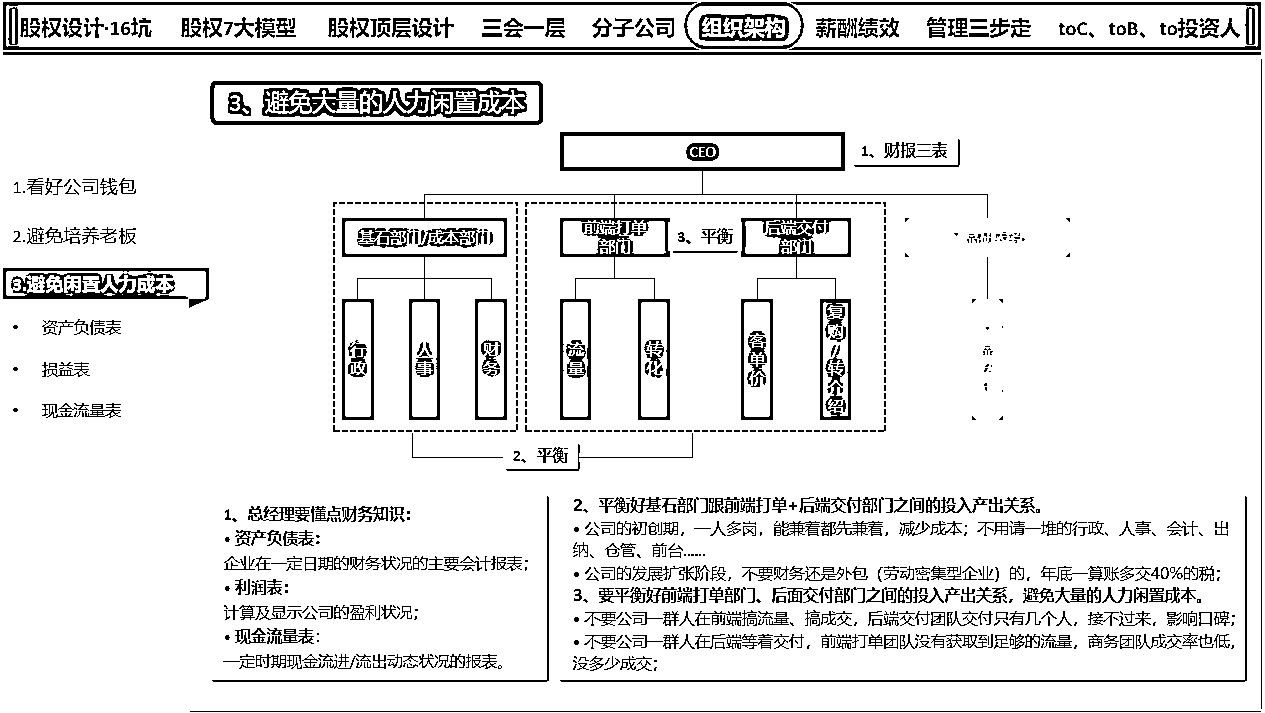 股权设计·16坑 股权7大模型 股权顶层设计 三会一层 分子公司 组织架构 薪酬绩效 管理三步走 toC、toB、to投资人
3、避免大量的人力闲置成本
CEO
1、财报三表
1.看好公司钱包
2.避免培养老板
3.避免闲置人力成本
• 资产负债表
• 损益表
• 现金流量表
基石部门/成本部门
前端打单
部门
3、平衡
后端交付
部门
行政
人事
财务
流量
转化
客单价
复购//转介绍
2、平衡
1、总经理要懂点财务知识：
• 资产负债表：
企业在一定日期的财务状况的主要会计报表；
• 利润表：
计算及显示公司的盈利状况；
• 现金流量表：
一定时期现金流进/流出动态状况的报表。
2、平衡好基石部门跟前端打单+后端交付部门之间的投入产出关系。
• 公司的初创期，一人多岗，能兼着都先兼着，减少成本；不用请一堆的行政、人事、会计、出
纳、仓管、前台……
• 公司的发展扩张阶段，不要财务还是外包（劳动密集型企业）的，年底一算账多交40%的税；
3、要平衡好前端打单部门、后面交付部门之间的投入产出关系，避免大量的人力闲置成本。
• 不要公司一群人在前端搞流量、搞成交，后端交付团队交付只有几个人，接不过来，影响口碑；
• 不要公司一群人在后端等着交付，前端打单团队没有获取到足够的流量，商务团队成交率也低，
没多少成交；